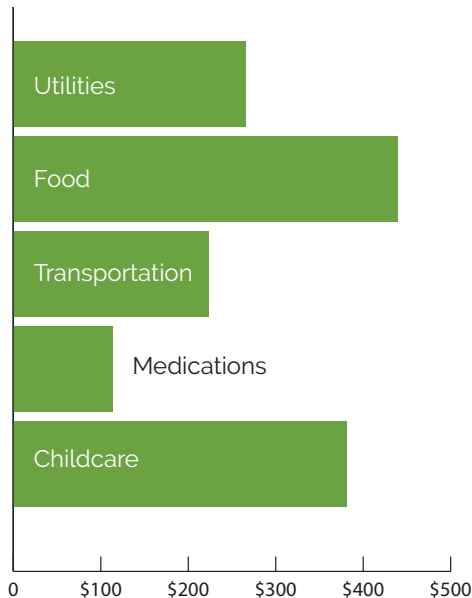 Utilities
Food
Transportation
Medications
Childcare
0 $100 $200 $300 $400 $500